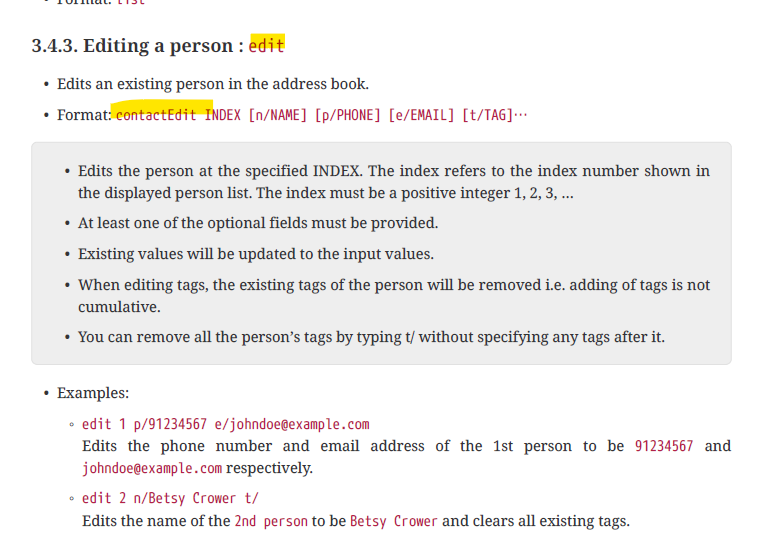 • Format: list
3.4.3. Editing a person : edit
• Edits an existing person in the address book.
• Format: contactEdit INDEX [n/NAME] [p/PHONE] [e/EMAIL] [t/TAG]…
• Edits the person at the specified INDEX. The index refers to the index number shown in
the displayed person list. The index must be a positive integer 1, 2, 3, …
• At least one of the optional fields must be provided.
• Existing values will be updated to the input values.
• When editing tags, the existing tags of the person will be removed i.e. adding of tags is not
cumulative.
• You can remove all the person’s tags by typing t/ without specifying any tags after it.
• Examples:
◦ edit 1 p/91234567 e/johndoe@example.com
Edits the phone number and email address of the 1st person to be 91234567 and
johndoe@example.com respectively.
◦ edit 2 n/Betsy Crower t/
Edits the name of the 2nd person to be Betsy Crower and clears all existing tags.